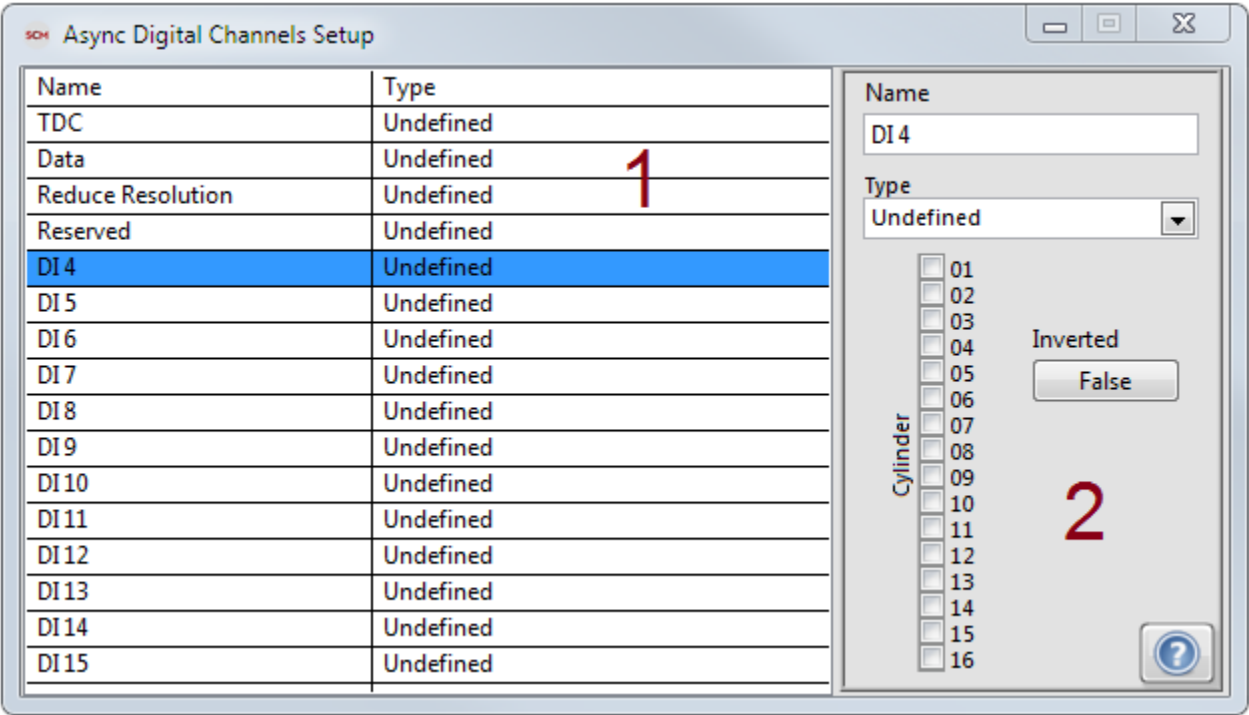 SCM Async Digital Channels Setup
Name Type
TDC Undefined
Data Undefined
Reduce Resolution Undefined
Reserved Undefined
DI 4 Undefined
DI 5 Undefined
DI 6 Undefined
DI 7 Undefined
DI 8 Undefined
DI 9 Undefined
DI 10 Undefined
DI 11 Undefined
DI 12 Undefined
DI 13 Undefined
DI 14 Undefined
DI 15 Undefined
1
Name
DI 4
Type
Undefined
Cylinder
01
02
03
04
05
06
07
08
09
10
11
12
13
14
15
16
Inverted
False
2
?